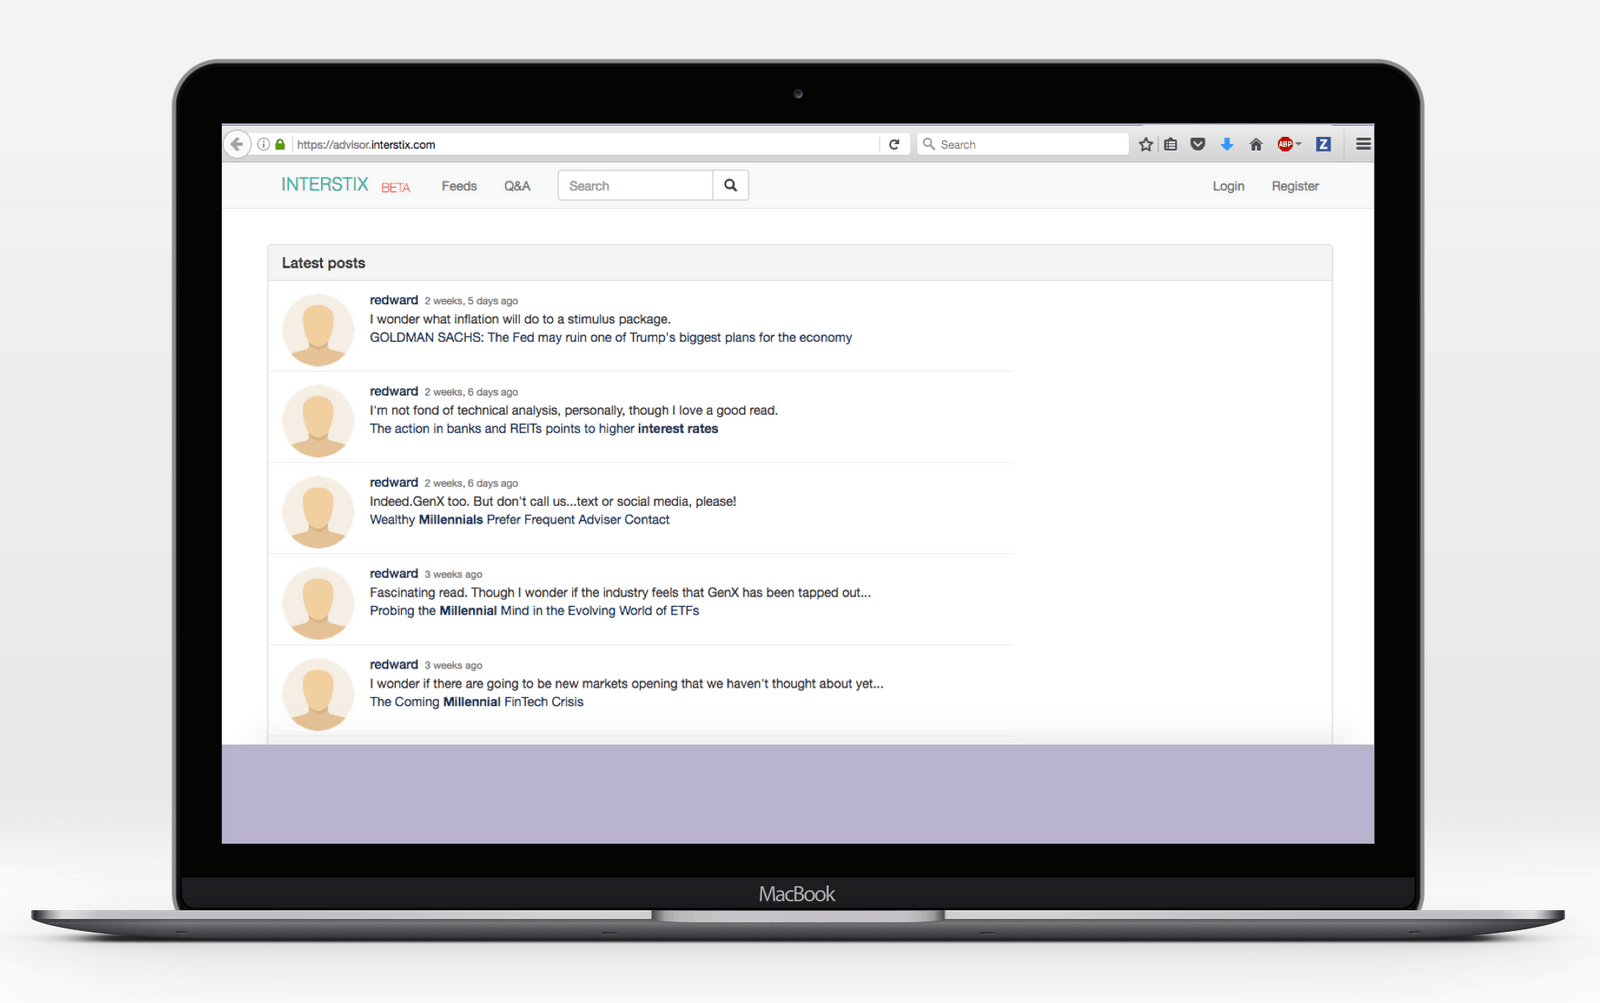 https://advisor.interstix.com
Search
ABP
Z
INTERSTIX BETA Feeds Q&A Search Login Register
Latest posts
redward 2 weeks, 5 days ago
I wonder what inflation will do to a stimulus package.
GOLDMAN SACHS: The Fed may ruin one of Trump's biggest plans for the economy
redward 2 weeks, 6 days ago
I'm not fond of technical analysis, personally, though I love a good read.
The action in banks and REITs points to higher interest rates
redward 2 weeks, 6 days ago
Indeed.GenX too. But don't call us...text or social media, please!
Wealthy Millennials Prefer Frequent Adviser Contact
redward 3 weeks ago
Fascinating read. Though I wonder if the industry feels that GenX has been tapped out...
Probing the Millennial Mind in the Evolving World of ETFs
redward 3 weeks ago
I wonder if there are going to be new markets opening that we haven't thought about yet...
The Coming Millennial FinTech Crisis
MacBook